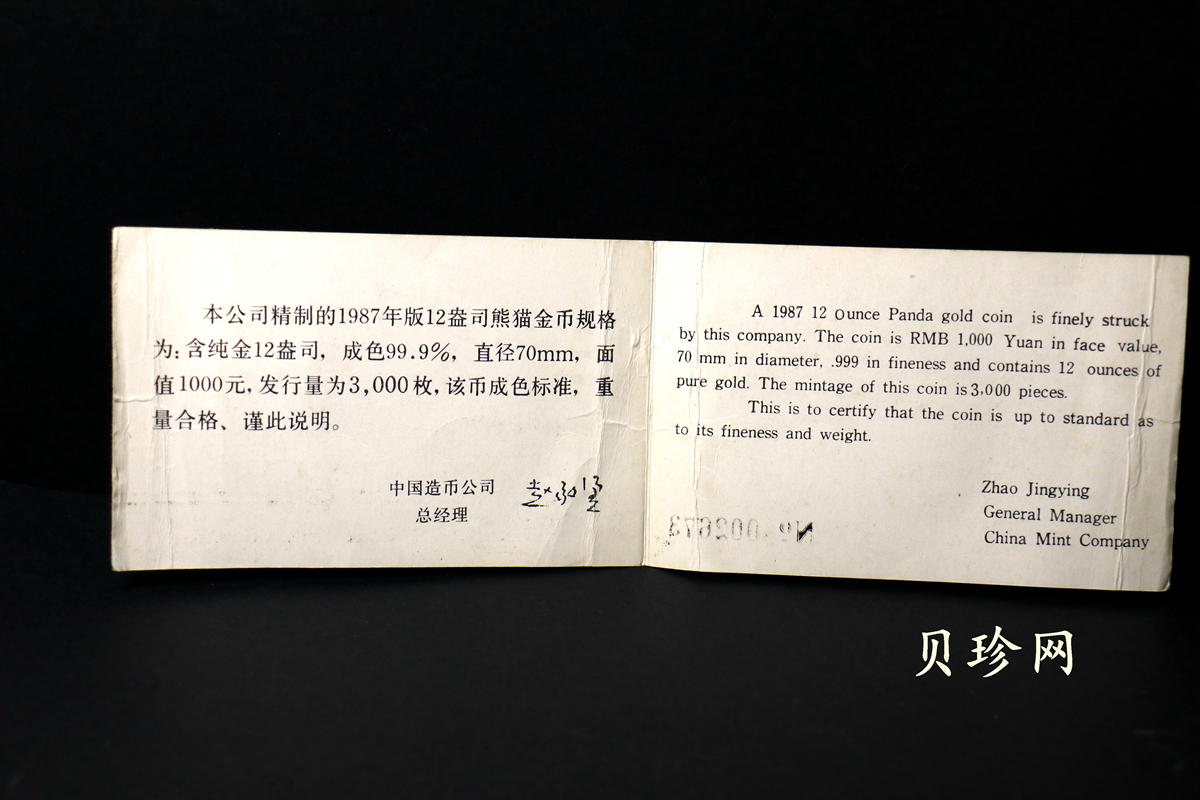 本公司精制的1987年版12盎司熊猫金币规格
为:含纯金12盎司，成色99.9%，直径70mm，面
值1000元，发行量为3,000枚，该币成色标准，重
量合格、谨此说明。
中国造币公司
总经理
A 1987 12 Ounce Panda gold coin is finely struck
by this company. The coin is RMB 1,000 Yuan in face value,
70 mm in diameter, .999 in fineness and contains 12 ounces of
pure gold. The mintage of this coin is 3,000 pieces.
This is to certify that the coin is up to standard as
to its fineness and weight.
Zhao Jingying
General Manager
China Mint Company
№ 002673
贝珍网